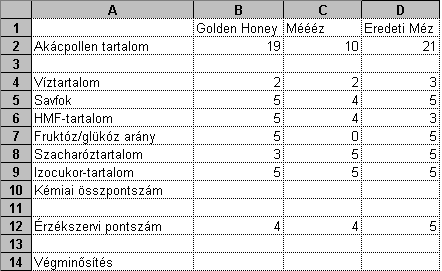 A B C D
1 Golden Honey Méééz Eredeti Méz
2 Akácpollen tartalom 19 10 21
3
4 Víztartalom 2 2 3
5 Savfok 5 4 5
6 HMF-tartalom 5 4 3
7 Fruktóz/glükóz arány 5 0 5
8 Szacharóztartalom 3 5 5
9 Izocukor-tartalom 5 5 5
10 Kémiai összpontszám
11
12 Érzékszervi pontszám 4 4 5
13
14 Végminősítés